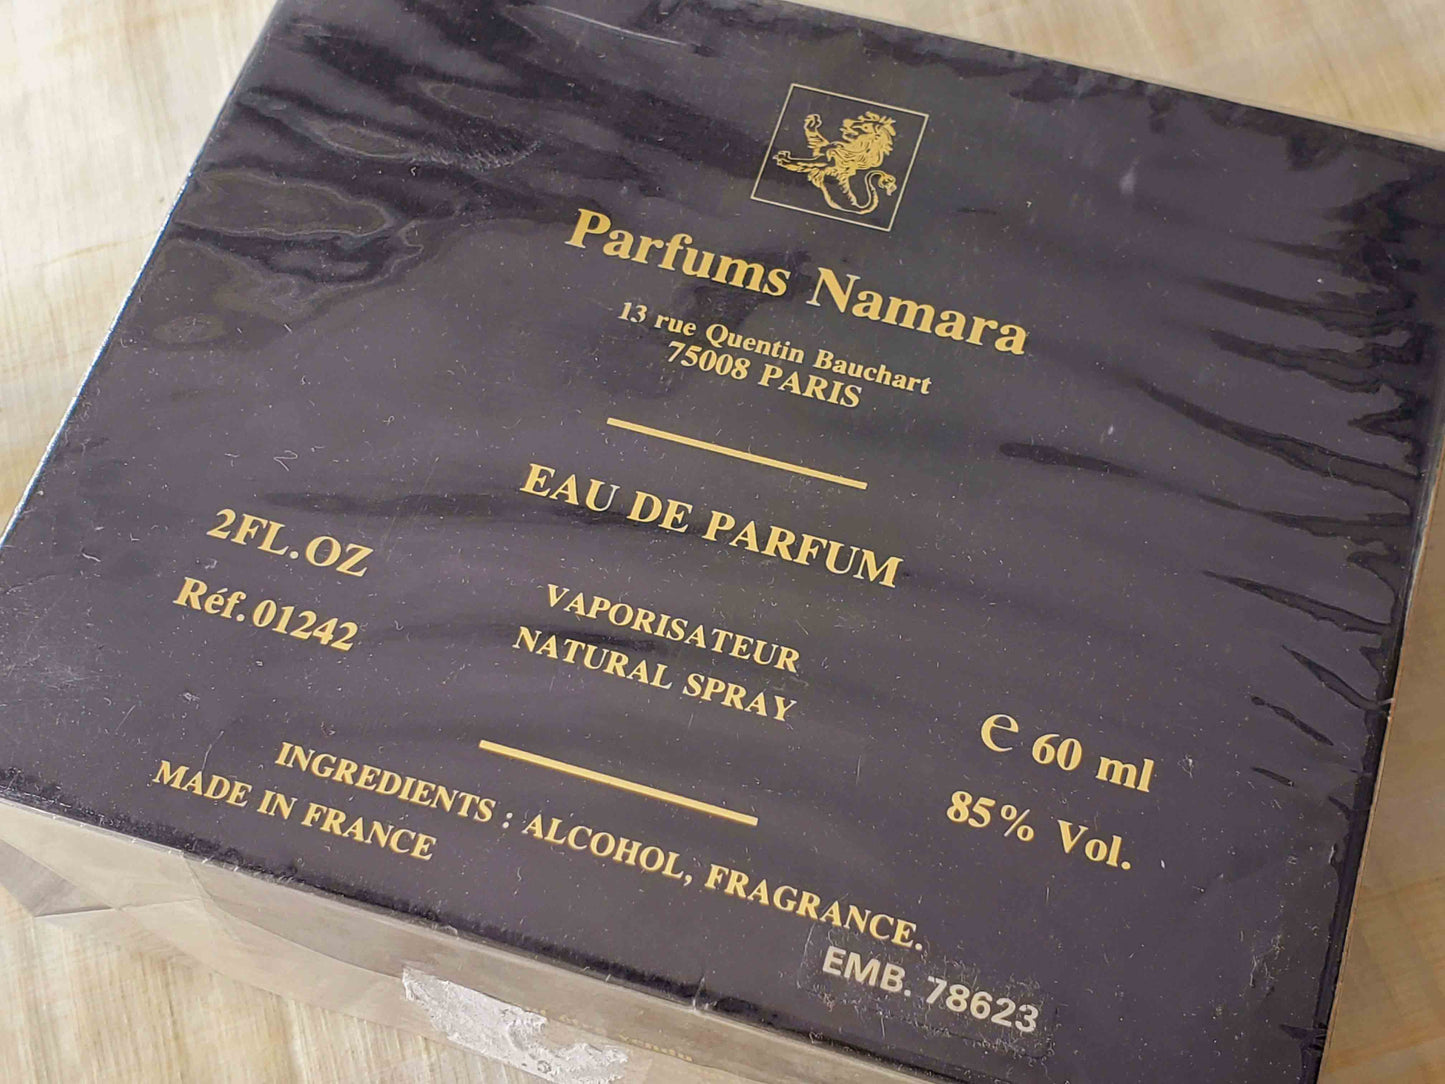 Parfums Namara
13 rue Quentin Bauchart
75008 PARIS
EAU DE PARFUM
2FL.OZ
Réf.01242
VAPORISATEUR
NATURAL SPRAY
e 60 ml
85% Vol.
INGREDIENTS : ALCOHOL, FRAGRANCE.
MADE IN FRANCE
EMB. 78623